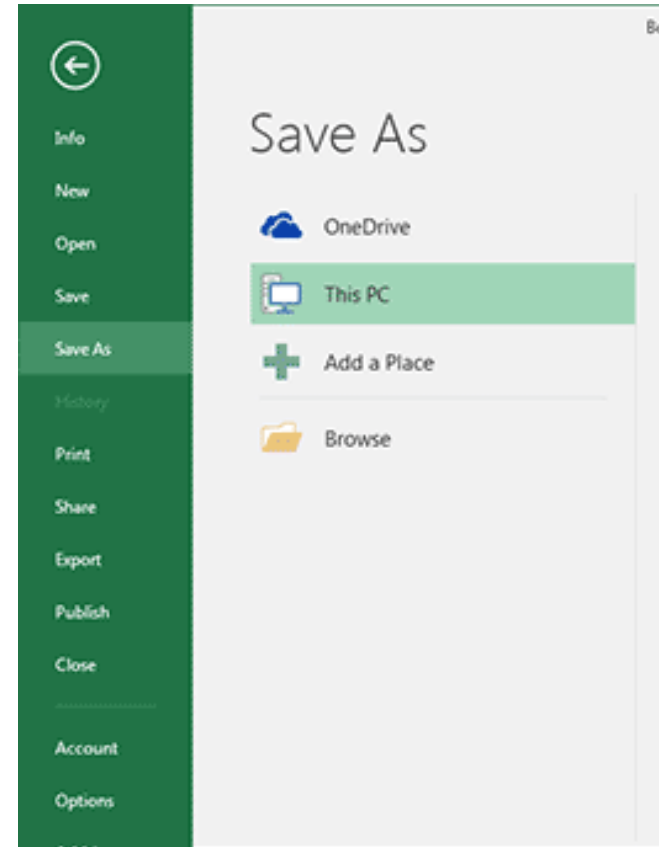 Save As
Info
New
Open
Save
Save As
History
Print
Share
Export
Publish
Close
Account
Options
OneDrive
This PC
Add a Place
Browse